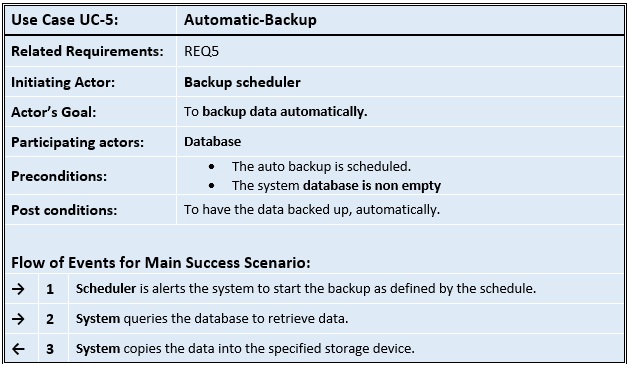 Use Case UC-5: Automatic-Backup
Related Requirements: REQ5
Initiating Actor: Backup scheduler
Actor’s Goal: To backup data automatically.
Participating actors: Database
Preconditions: • The auto backup is scheduled.
• The system database is non empty
Post conditions: To have the data backed up, automatically.
Flow of Events for Main Success Scenario:
→ 1 Scheduler is alerts the system to start the backup as defined by the schedule.
→ 2 System queries the database to retrieve data.
← 3 System copies the data into the specified storage device.